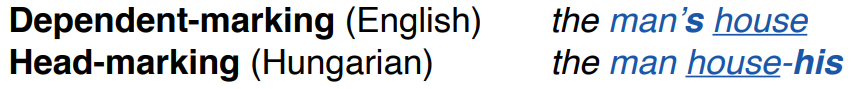 Dependent-marking (English) the man's house
Head-marking (Hungarian) the man house-his